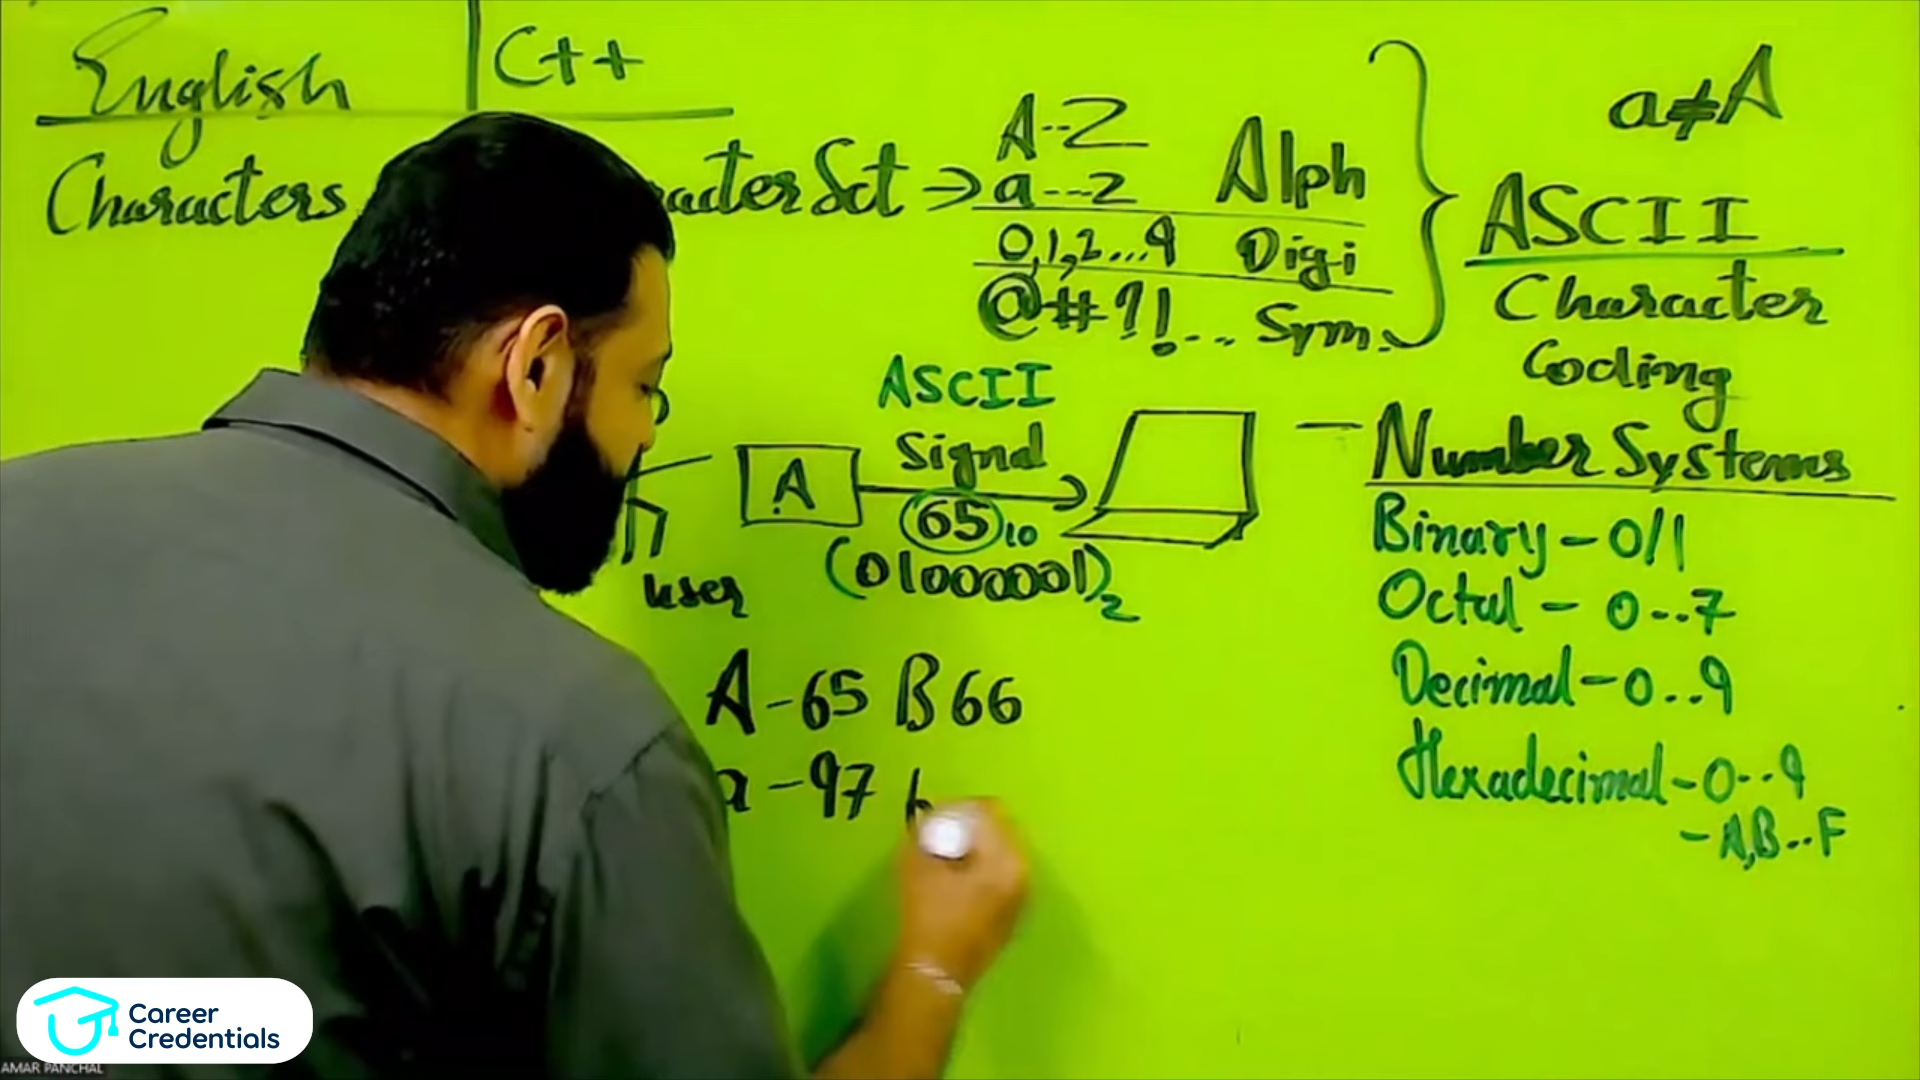 English | C++
Characters
acter Set → A--Z
a---z Alph
0,1,2...9 Digi
@#?!... Sym.
a≠A
ASCII
Character
Coding
ASCII
Signal
A
65 10
(01000001)2
user
A-65 B 66
a-97 b
- Number Systems
Binary - 0/1
Octal - 0..7
Decimal - 0..9
Hexadecimal - 0..9
- A,B..F
Career
Credentials
AMAR PANCHAL